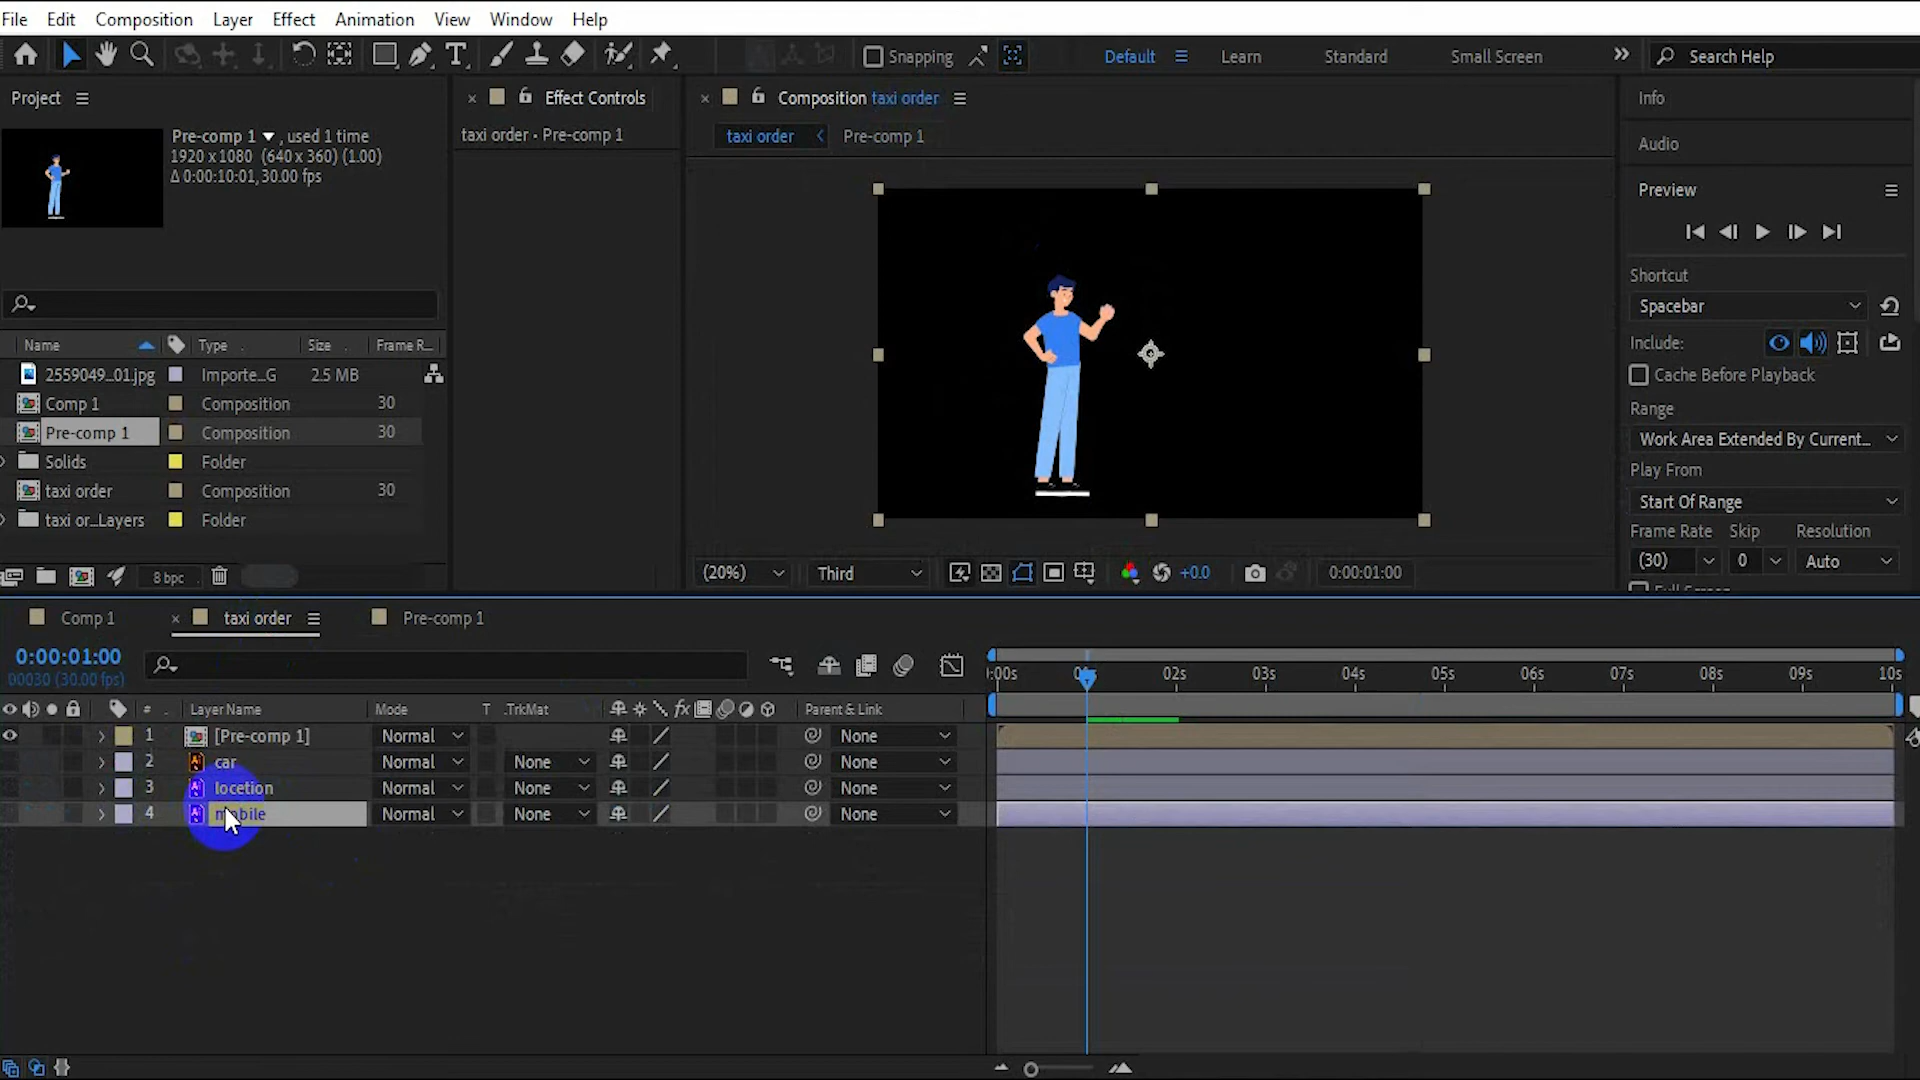 File Edit Composition Layer Effect Animation View Window Help
Snapping Default Learn Standard Small Screen Search Help
Project
Pre-comp 1 , used 1 time
1920 x 1080 (640 x 360) (1.00)
Δ 0:00:10:01, 30.00 fps
Name Type Size Frame R...
2559049...01.jpg Importe...G 2.5 MB
Comp 1 Composition 30
Pre-comp 1 Composition 30
Solids Folder
taxi order Composition 30
taxi or...Layers Folder
8 bpc
Effect Controls
taxi order • Pre-comp 1
Composition taxi order
taxi order Pre-comp 1
(20%) Third +0.0 0:00:01:00
Info
Audio
Preview
Shortcut
Spacebar
Include:
Cache Before Playback
Range
Work Area Extended By Current...
Play From
Start Of Range
Frame Rate Skip Resolution
(30) 0 Auto
Comp 1 taxi order Pre-comp 1
0:00:01:00
00030 (30.00 fps)
:00s 02s 03s 04s 05s 06s 07s 08s 09s 10s
# Layer Name Mode T .TrkMat fx Parent & Link
1 [Pre-comp 1] Normal None
2 car Normal None None
3 locetion Normal None None
4 mobile Normal None None